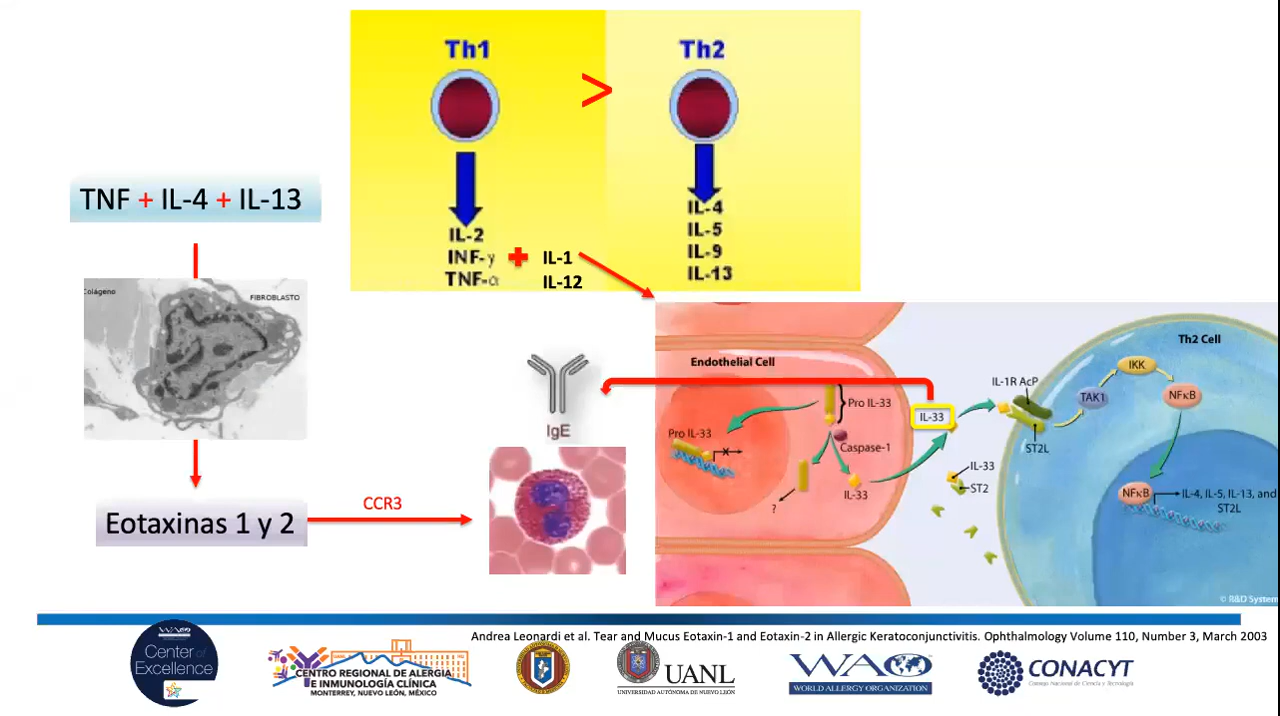 Th1
>
Th2
TNF + IL-4 + IL-13
IL-2
INF-γ + IL-1
TNF-α IL-12
IL-4
IL-5
IL-9
IL-13
Colágeno
FIBROBLASTO
Eotaxinas 1 y 2
CCR3
IgE
Endothelial Cell
Pro IL-33
Pro IL-33
Caspase-1
IL-33
?
IL-33
IL-1R AcP
ST2L
IL-33
ST2
Th2 Cell
TAK1
IKK
NFκB
NFκB
IL-4, IL-5, IL-13, and
ST2L
© R&D System
Andrea Leonardi et al. Tear and Mucus Eotaxin-1 and Eotaxin-2 in Allergic Keratoconjunctivitis. Ophthalmology Volume 110, Number 3, March 2003
WAO
Center of
Excellence
CENTRO REGIONAL DE ALERGIA
E INMUNOLOGÍA CLÍNICA
MONTERREY, NUEVO LEÓN, MÉXICO
UANL
UNIVERSIDAD AUTÓNOMA DE NUEVO LEÓN
WAO
WORLD ALLERGY ORGANIZATION
CONACYT
Consejo Nacional de Ciencia y Tecnología